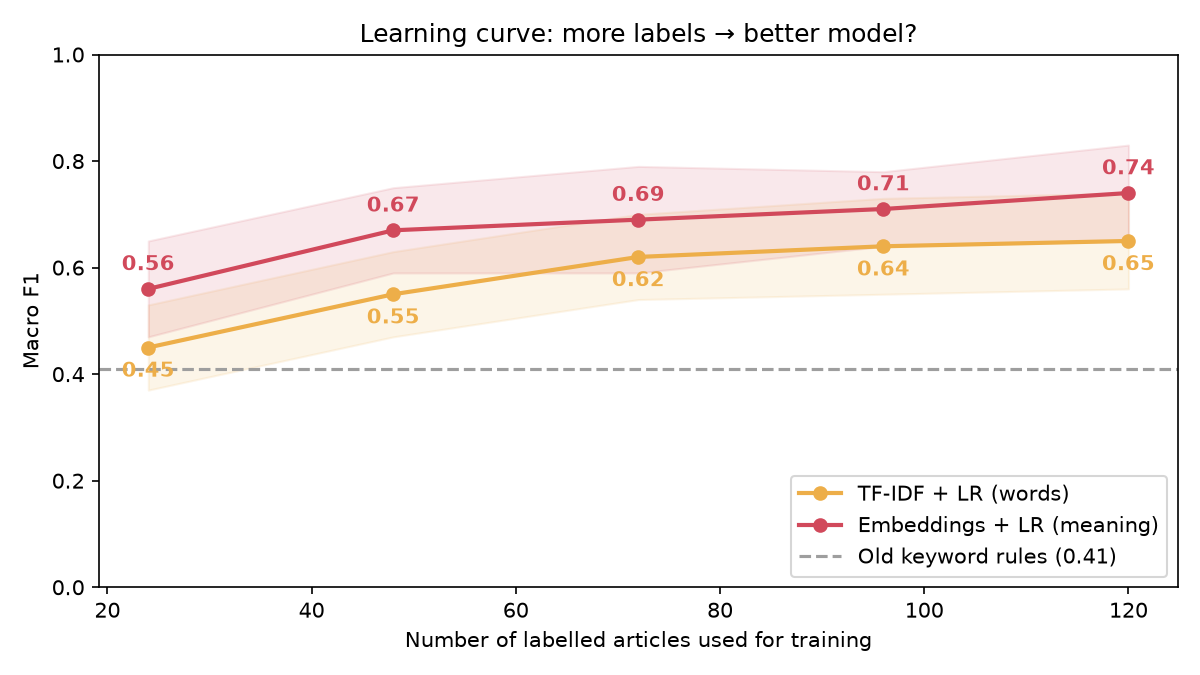 Learning curve: more labels → better model?
Macro F1
1.0
0.8
0.6
0.4
0.2
0.0
0.56
0.67
0.69
0.71
0.74
0.45
0.55
0.62
0.64
0.65
TF-IDF + LR (words)
Embeddings + LR (meaning)
Old keyword rules (0.41)
20 40 60 80 100 120
Number of labelled articles used for training